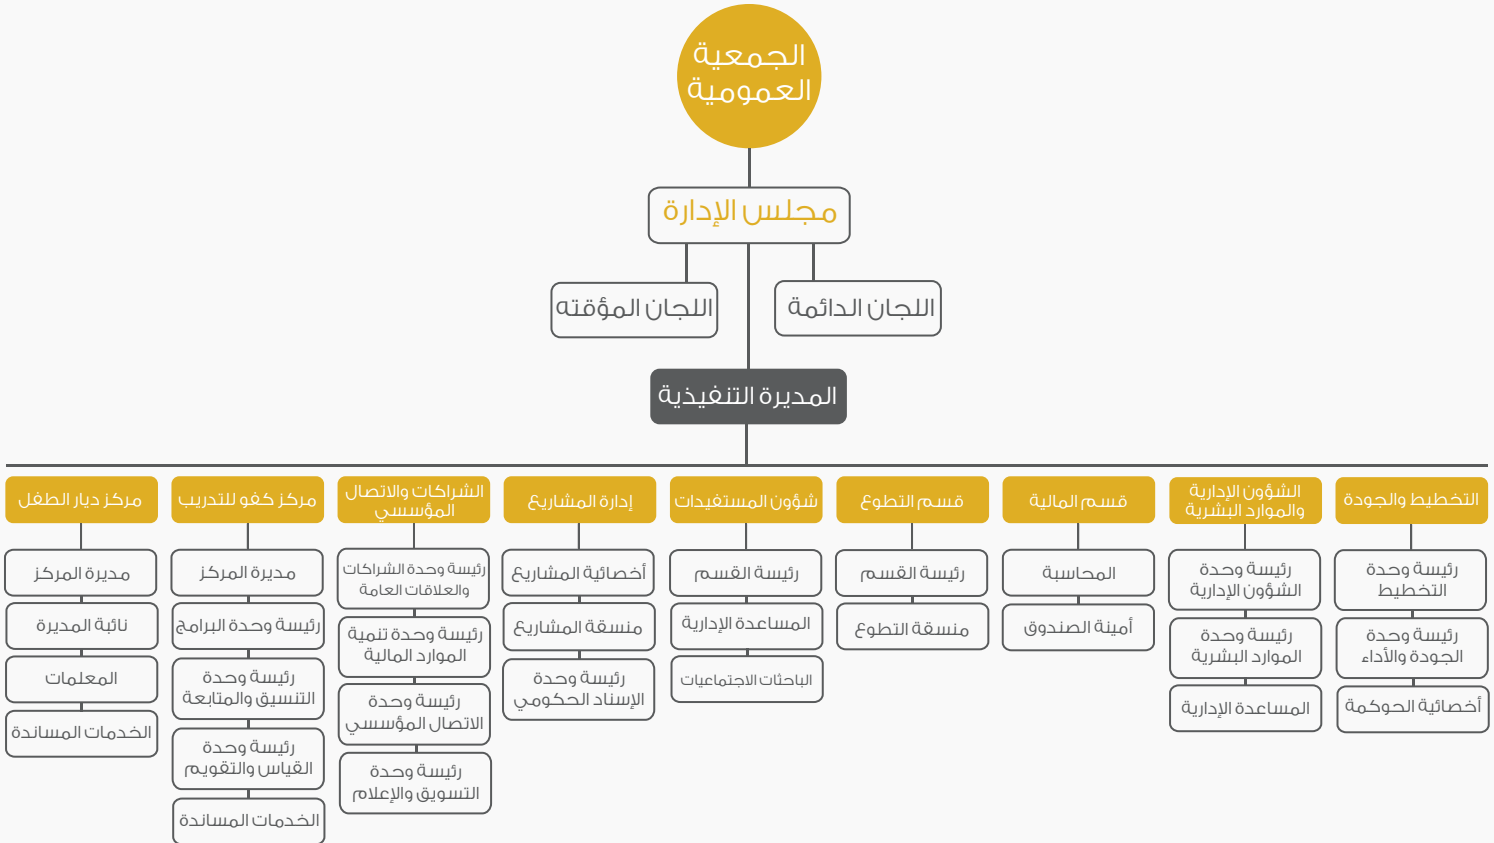 الجمعية
العمومية
مجلس الإدارة
اللجان الدائمة
اللجان المؤقته
المديرة التنفيذية
التخطيط والجودة
رئيسة وحدة
التخطيط
رئيسة وحدة
الجودة والأداء
أخصائية الحوكمة
الشؤون الإدارية
والموارد البشرية
رئيسة وحدة
الشؤون الإدارية
رئيسة وحدة
الموارد البشرية
المساعدة الإدارية
قسم المالية
المحاسبة
أمينة الصندوق
قسم التطوع
رئيسة القسم
منسقة التطوع
شؤون المستفيدات
رئيسة القسم
المساعدة الإدارية
الباحثات الاجتماعيات
إدارة المشاريع
أخصائية المشاريع
منسقة المشاريع
رئيسة وحدة
الإسناد الحكومي
الشراكات والاتصال
المؤسسي
رئيسة وحدة الشراكات
والعلاقات العامة
رئيسة وحدة تنمية
الموارد المالية
رئيسة وحدة
الاتصال المؤسسي
رئيسة وحدة
التسويق والإعلام
مركز كفو للتدريب
مديرة المركز
رئيسة وحدة البرامج
رئيسة وحدة
التنسيق والمتابعة
رئيسة وحدة
القياس والتقويم
الخدمات المساندة
مركز ديار الطفل
مديرة المركز
نائبة المديرة
المعلمات
الخدمات المساندة